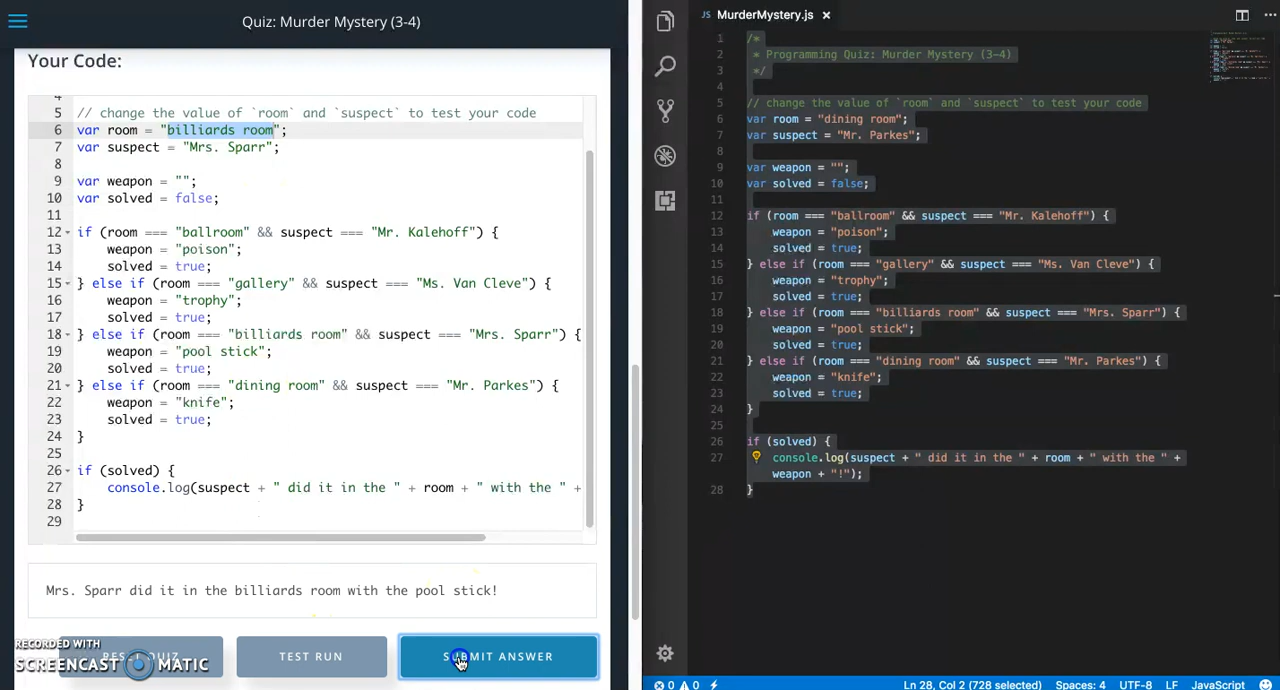 Quiz: Murder Mystery (3-4)
Your Code:
4
5 // change the value of `room` and `suspect` to test your code
6 var room = "billiards room";
7 var suspect = "Mrs. Sparr";
8
9 var weapon = "";
10 var solved = false;
11
12 if (room === "ballroom" && suspect === "Mr. Kalehoff") {
13 weapon = "poison";
14 solved = true;
15 } else if (room === "gallery" && suspect === "Ms. Van Cleve") {
16 weapon = "trophy";
17 solved = true;
18 } else if (room === "billiards room" && suspect === "Mrs. Sparr") {
19 weapon = "pool stick";
20 solved = true;
21 } else if (room === "dining room" && suspect === "Mr. Parkes") {
22 weapon = "knife";
23 solved = true;
24 }
25
26 if (solved) {
27 console.log(suspect + " did it in the " + room + " with the " +
28 }
29
Mrs. Sparr did it in the billiards room with the pool stick!
TEST RUN
SUBMIT ANSWER
RECORDED WITH
SCREENCAST MATIC
JS MurderMystery.js ×
1 /*
2 * Programming Quiz: Murder Mystery (3-4)
3 */
4
5 // change the value of `room` and `suspect` to test your code
6 var room = "dining room";
7 var suspect = "Mr. Parkes";
8
9 var weapon = "";
10 var solved = false;
11
12 if (room === "ballroom" && suspect === "Mr. Kalehoff") {
13 weapon = "poison";
14 solved = true;
15 } else if (room === "gallery" && suspect === "Ms. Van Cleve") {
16 weapon = "trophy";
17 solved = true;
18 } else if (room === "billiards room" && suspect === "Mrs. Sparr") {
19 weapon = "pool stick";
20 solved = true;
21 } else if (room === "dining room" && suspect === "Mr. Parkes") {
22 weapon = "knife";
23 solved = true;
24 }
25
26 if (solved) {
27 console.log(suspect + " did it in the " + room + " with the " +
weapon + "!");
28 }
0 0 Ln 28, Col 2 (728 selected) Spaces: 4 UTF-8 LF JavaScript